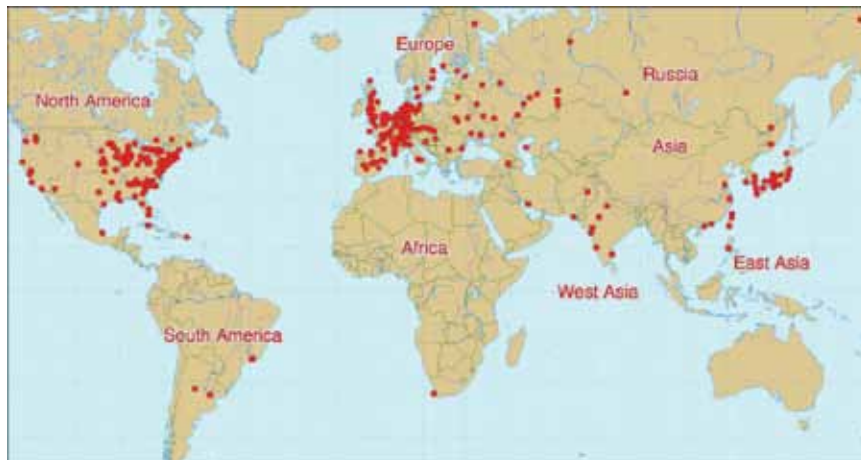 Europe
Russia
North America
Asia
Africa
East Asia
West Asia
South America